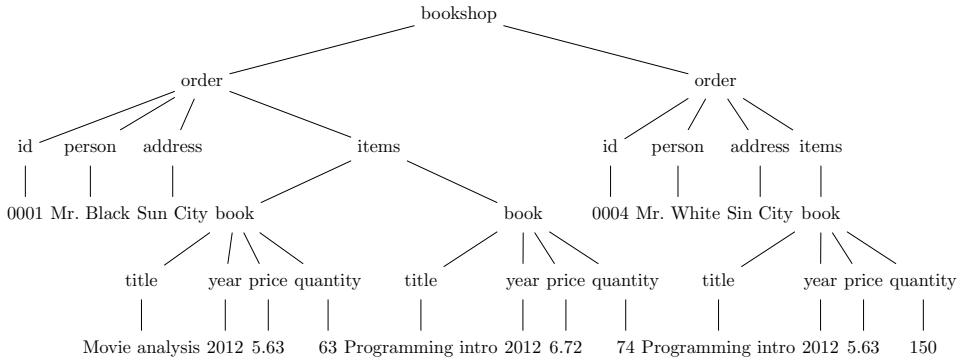 bookshop
order order
id person address items id person address items
0001 Mr. Black Sun City book book 0004 Mr. White Sin City book
title year price quantity title year price quantity title year price quantity
Movie analysis 2012 5.63 63 Programming intro 2012 6.72 74 Programming intro 2012 5.63 150